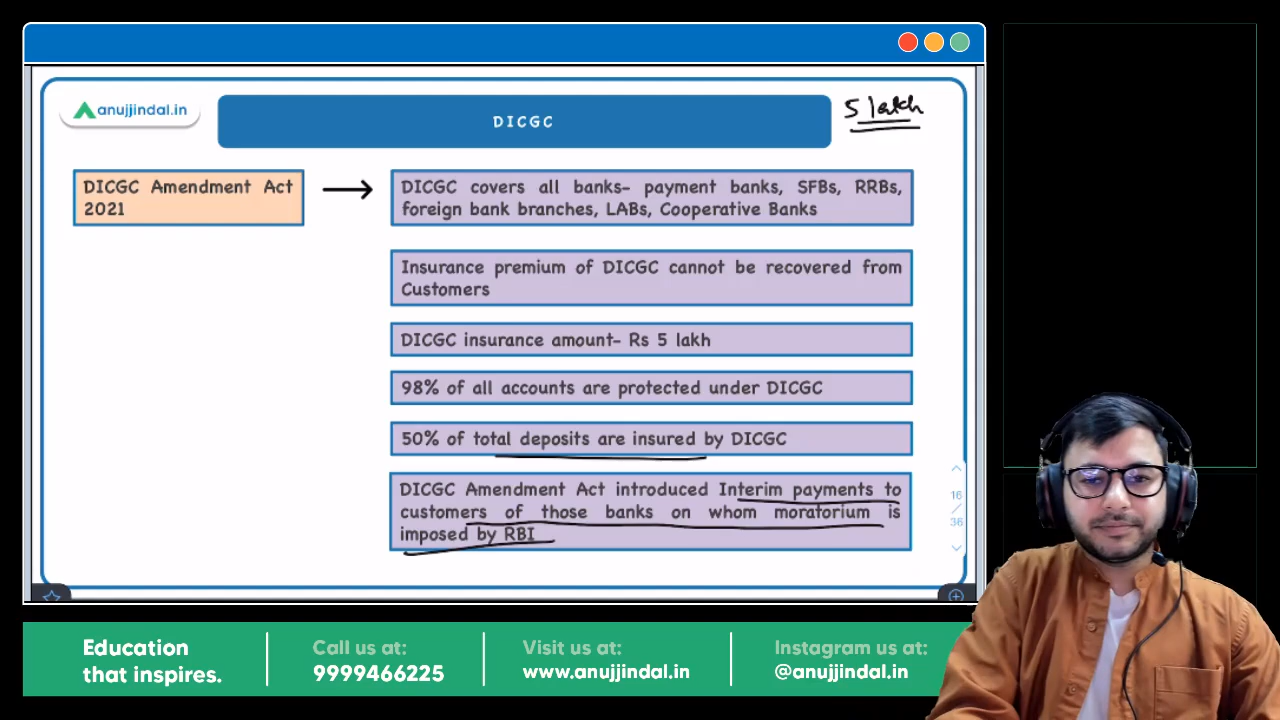 anujjindal.in
DICGC
5 lakh
DICGC Amendment Act
2021
DICGC covers all banks- payment banks, SFBs, RRBs,
foreign bank branches, LABs, Cooperative Banks
Insurance premium of DICGC cannot be recovered from
Customers
DICGC insurance amount- Rs 5 lakh
98% of all accounts are protected under DICGC
50% of total deposits are insured by DICGC
DICGC Amendment Act introduced Interim payments to
customers of those banks on whom moratorium is
imposed by RBI
16
/
36
Education
that inspires.
Call us at:
9999466225
Visit us at:
www.anujjindal.in
Instagram us at:
@anujjindal.in